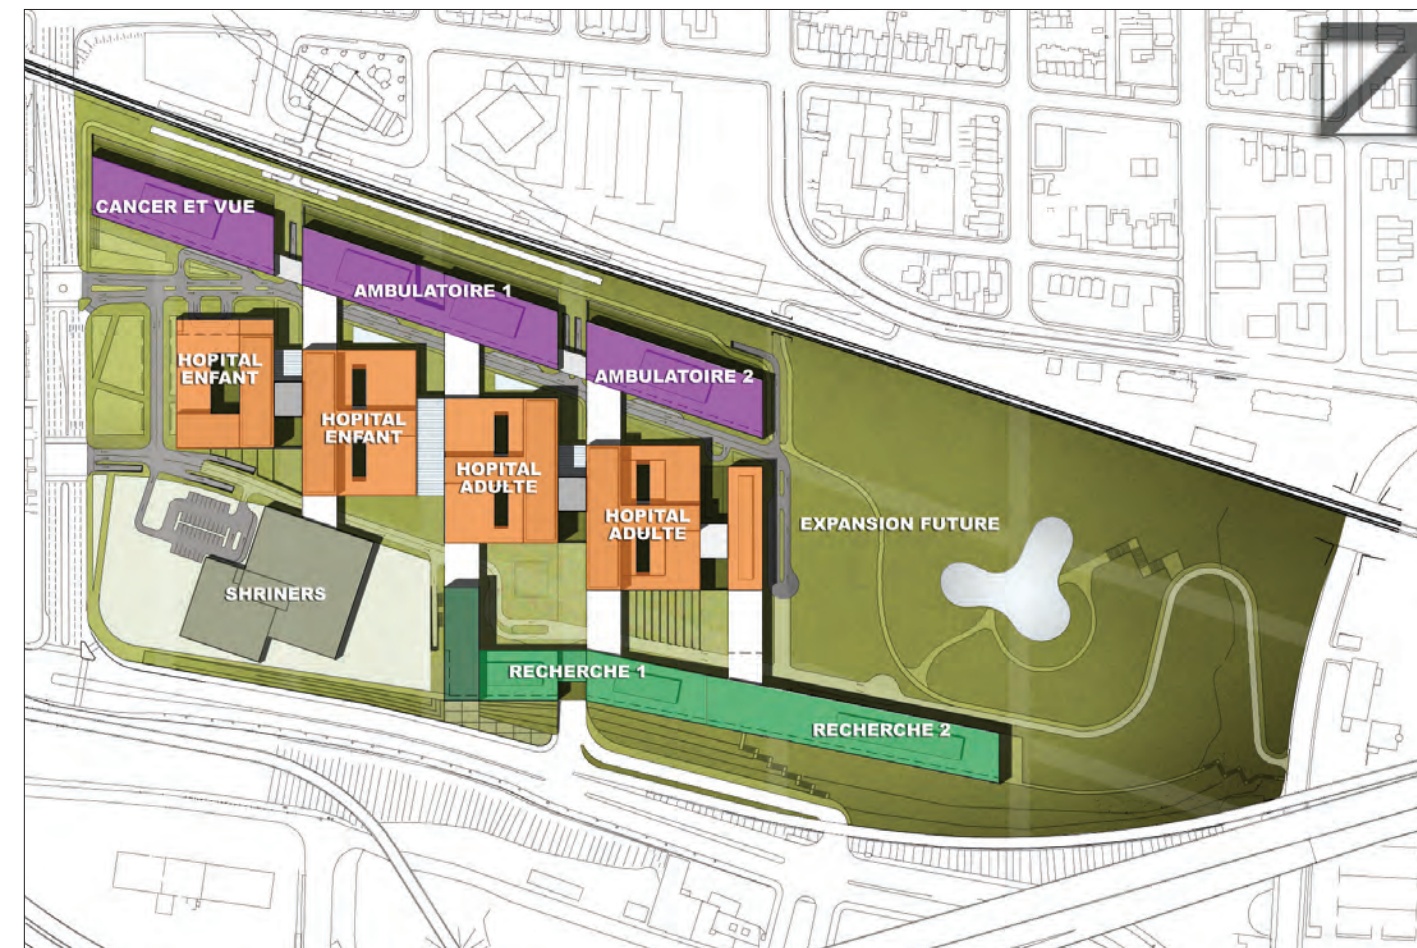 CANCER ET VUE
AMBULATOIRE 1
HOPITAL
ENFANT
AMBULATOIRE 2
HOPITAL
ENFANT
HOPITAL
ADULTE
HOPITAL
ADULTE
EXPANSION FUTURE
SHRINERS
RECHERCHE 1
RECHERCHE 2